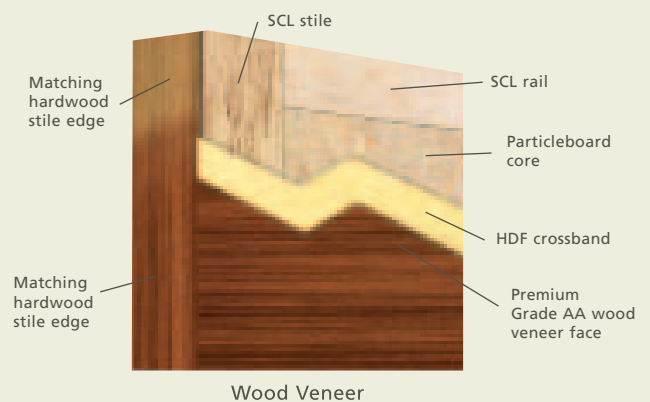 SCL stile
Matching
hardwood
stile edge
SCL rail
Particleboard
core
HDF crossband
Matching
hardwood
stile edge
Premium
Grade AA wood
veneer face
Wood Veneer